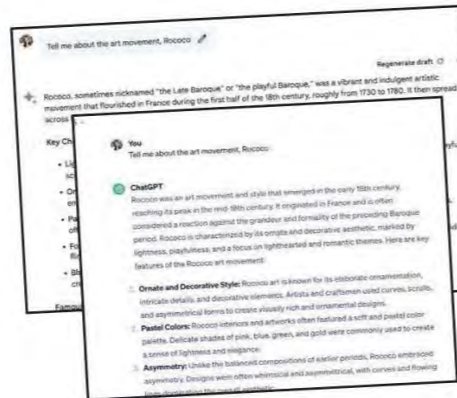 Tell me about the art movement, Rococo
Regenerate draft
Rococo, sometimes nicknamed "the Late Baroque" or "the playful Baroque," was a vibrant and indulgent artistic
movement that flourished in France during the first half of the 18th century, roughly from 1730 to 1780. It then spread
across
Key Ch
You
Tell me about the art movement, Rococo
ChatGPT
Rococo was an art movement and style that emerged in the early 18th century,
reaching its peak in the mid-18th century. It originated in France and is often
considered a reaction against the grandeur and formality of the preceding Baroque
period. Rococo is characterized by its ornate and decorative aesthetic, marked by
lightness, playfulness, and a focus on lighthearted and romantic themes. Here are key
features of the Rococo art movement:
1. Ornate and Decorative Style: Rococo art is known for its elaborate ornamentation,
intricate details, and decorative elements. Artists and craftsmen used curves, scrolls,
and asymmetrical forms to create visually rich and ornamental designs.
2. Pastel Colors: Rococo interiors and artworks often featured a soft and pastel color
palette. Delicate shades of pink, blue, green, and gold were commonly used to create
a sense of lightness and elegance.
3. Asymmetry: Unlike the balanced compositions of earlier periods, Rococo embraced
asymmetry. Designs were often whimsical and asymmetrical, with curves and flowing
lines
Famous